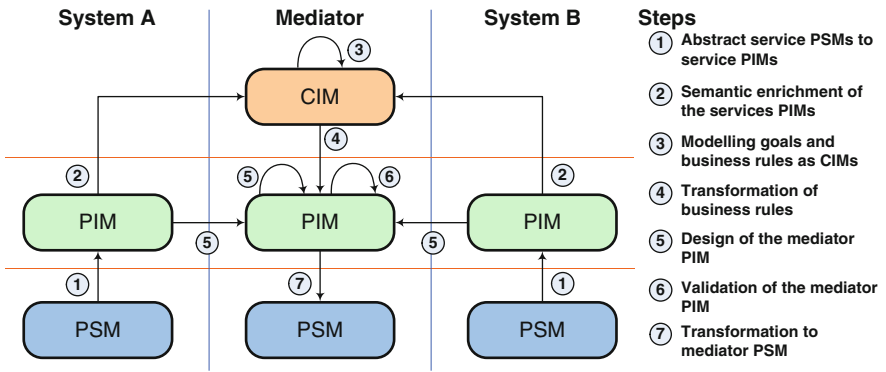 System A
Mediator
System B
Steps
3
CIM
4
2
2
5
6
PIM
PIM
PIM
5
5
1
7
1
PSM
PSM
PSM
1 Abstract service PSMs to
service PIMs
2 Semantic enrichment of
the services PIMs
3 Modelling goals and
business rules as CIMs
4 Transformation of
business rules
5 Design of the mediator
PIM
6 Validation of the mediator
PIM
7 Transformation to
mediator PSM